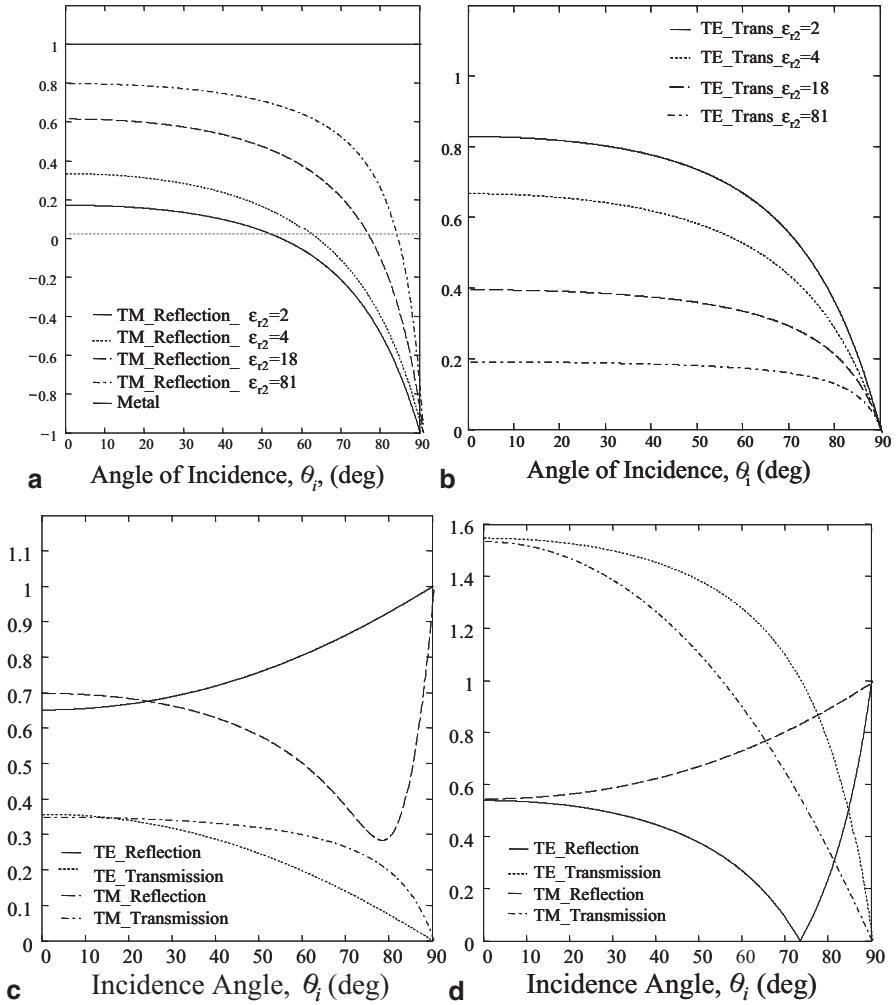 1
0.8
0.6
0.4
0.2
0
−0.2
−0.4
−0.6
−0.8
−1
TM_Reflection_ εr2=2
TM_Reflection_ εr2=4
TM_Reflection_ εr2=18
TM_Reflection_ εr2=81
Metal
0 10 20 30 40 50 60 70 80 90
a Angle of Incidence, θi, (deg)
TE_Trans_εr2=2
TE_Trans_εr2=4
TE_Trans_εr2=18
TE_Trans_εr2=81
1
0.8
0.6
0.4
0.2
0
0 10 20 30 40 50 60 70 80 90
b Angle of Incidence, θi (deg)
1.1
1
0.9
0.8
0.7
0.6
0.5
0.4
0.3
0.2
0.1
0
TE_Reflection
TE_Transmission
TM_Reflection
TM_Transmission
0 10 20 30 40 50 60 70 80 90
c Incidence Angle, θi (deg)
1.6
1.4
1.2
1
0.8
0.6
0.4
0.2
0
TE_Reflection
TE_Transmission
TM_Reflection
TM_Transmission
0 10 20 30 40 50 60 70 80 90
d Incidence Angle, θi (deg)